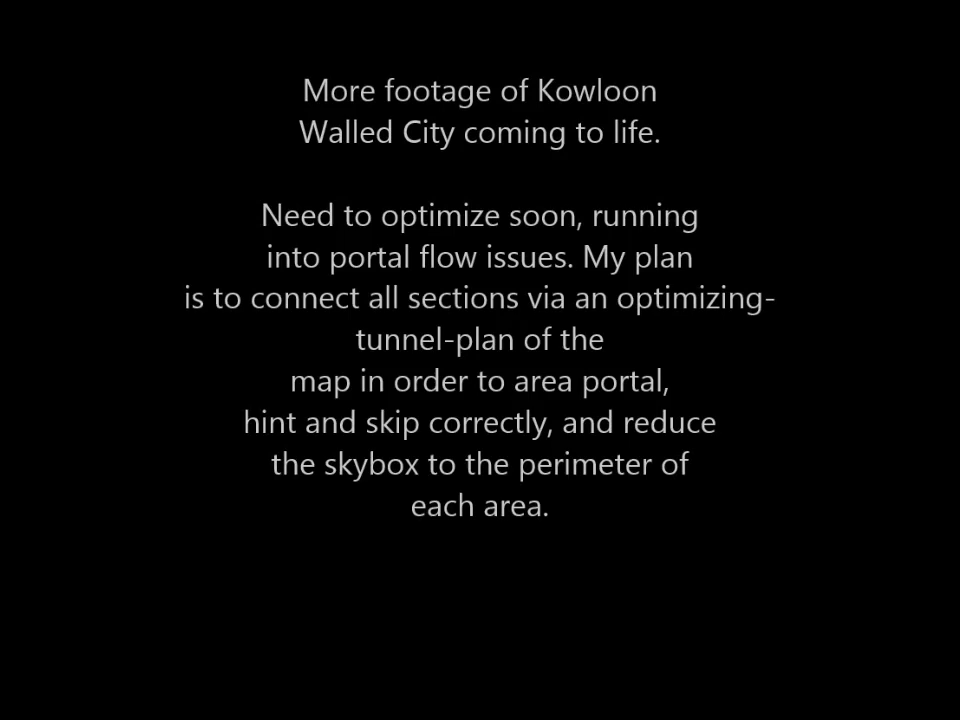 More footage of Kowloon
Walled City coming to life.
Need to optimize soon, running
into portal flow issues. My plan
is to connect all sections via an optimizing-
tunnel-plan of the
map in order to area portal,
hint and skip correctly, and reduce
the skybox to the perimeter of
each area.